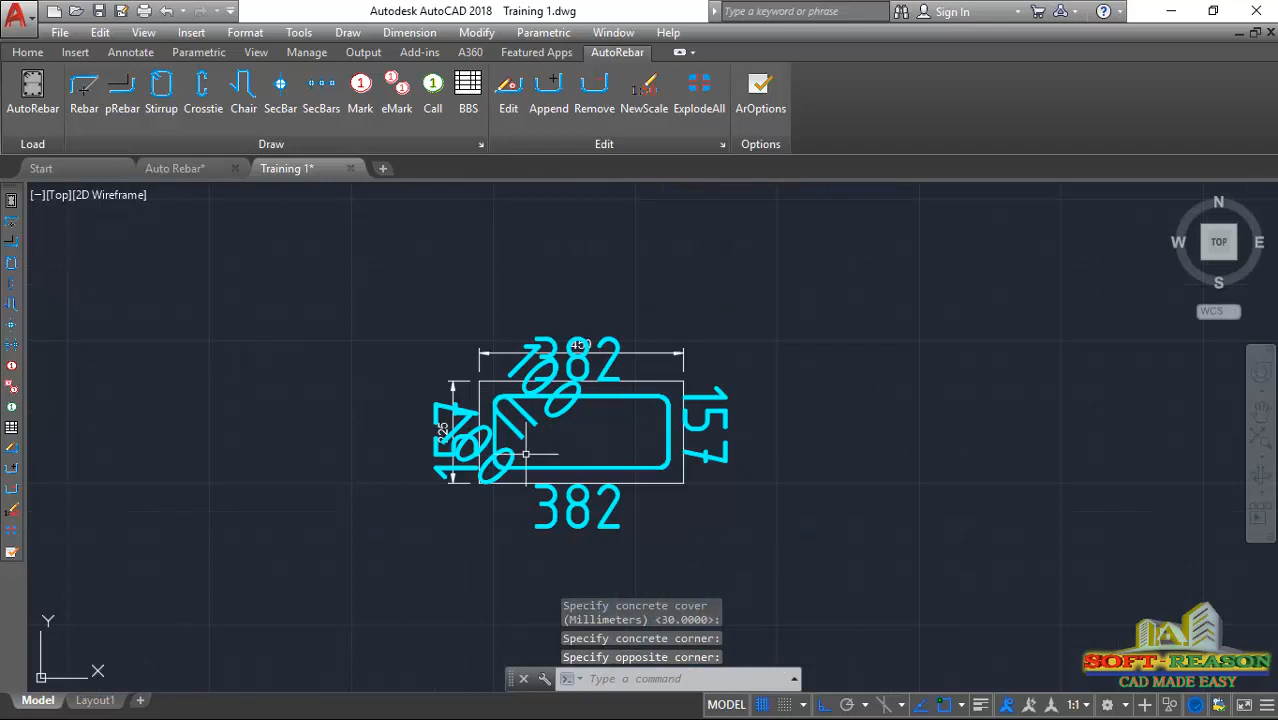 Autodesk AutoCAD 2018 Training 1.dwg
Type a keyword or phrase
Sign In
File Edit View Insert Format Tools Draw Dimension Modify Parametric Window Help
Home Insert Annotate Parametric View Manage Output Add-ins A360 Featured Apps AutoRebar
AutoRebar Rebar pRebar Stirrup Crosstie Chair SecBar SecBars Mark eMark Call BBS Edit Append Remove NewScale ExplodeAll ArOptions
Load Draw Edit Options
Start Auto Rebar* Training 1*
[−][Top][2D Wireframe]
N
W TOP E
S
WCS
450
382
100
157
225
157
100
382
Specify concrete cover
(Millimeters) <30.0000>:
Specify concrete corner:
Specify opposite corner:
Type a command
Y
X
SOFT-REASON
CAD MADE EASY
Model Layout1
MODEL 1:1